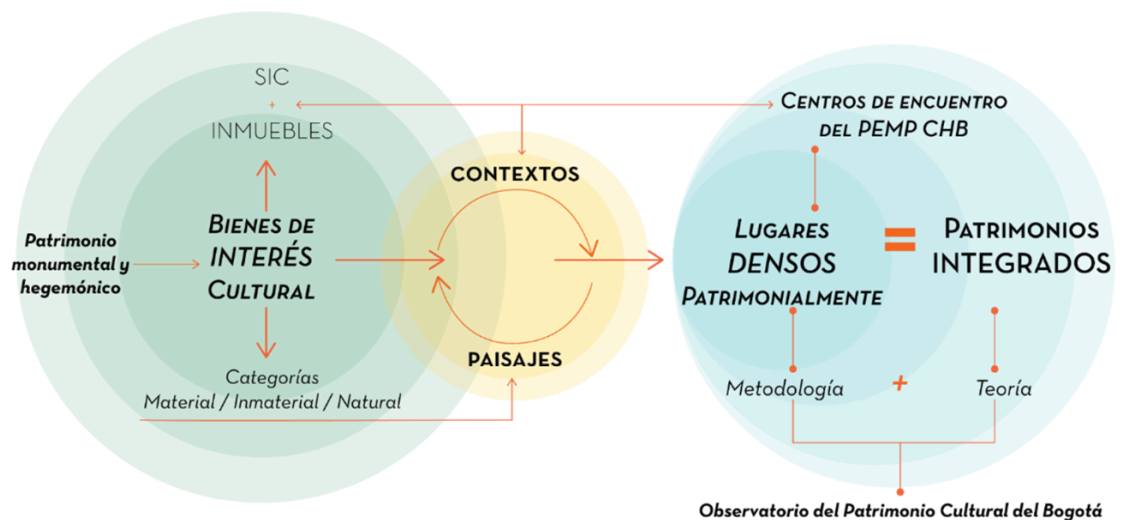 SIC
+
INMUEBLES
Patrimonio
monumental y
hegemónico
BIENES DE
INTERÉS
CULTURAL
Categorías
Material / Inmaterial / Natural
CONTEXTOS
PAISAJES
CENTROS DE ENCUENTRO
DEL PEMP CHB
LUGARES
DENSOS
PATRIMONIALMENTE
=
PATRIMONIOS
INTEGRADOS
Metodología
+
Teoría
Observatorio del Patrimonio Cultural del Bogotá